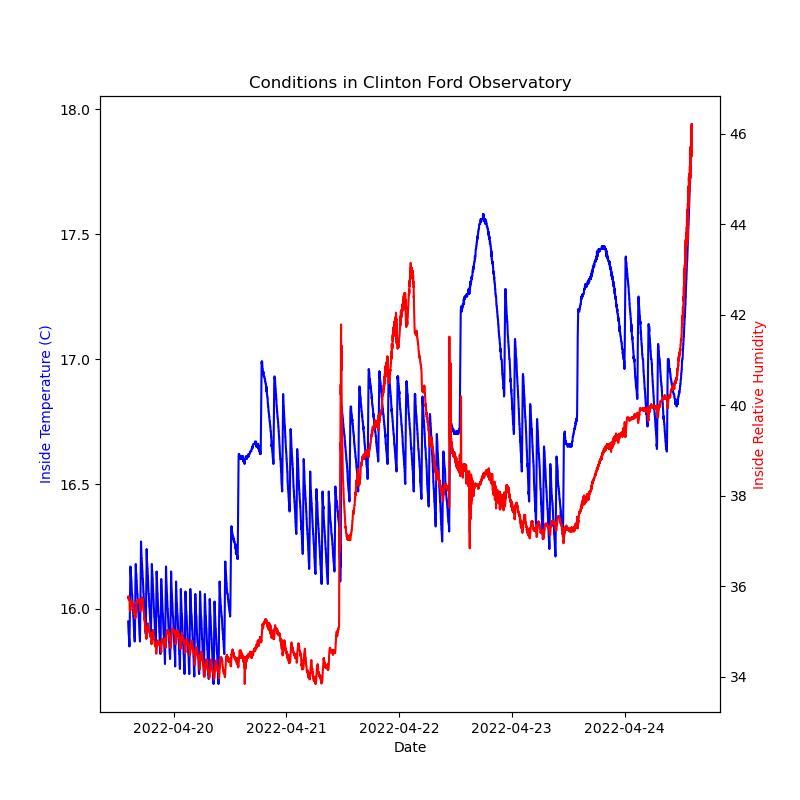 Conditions in Clinton Ford Observatory
18.0
17.5
17.0
16.5
16.0
Inside Temperature (C)
46
44
42
40
38
36
34
Inside Relative Humidity
2022-04-20 2022-04-21 2022-04-22 2022-04-23 2022-04-24
Date